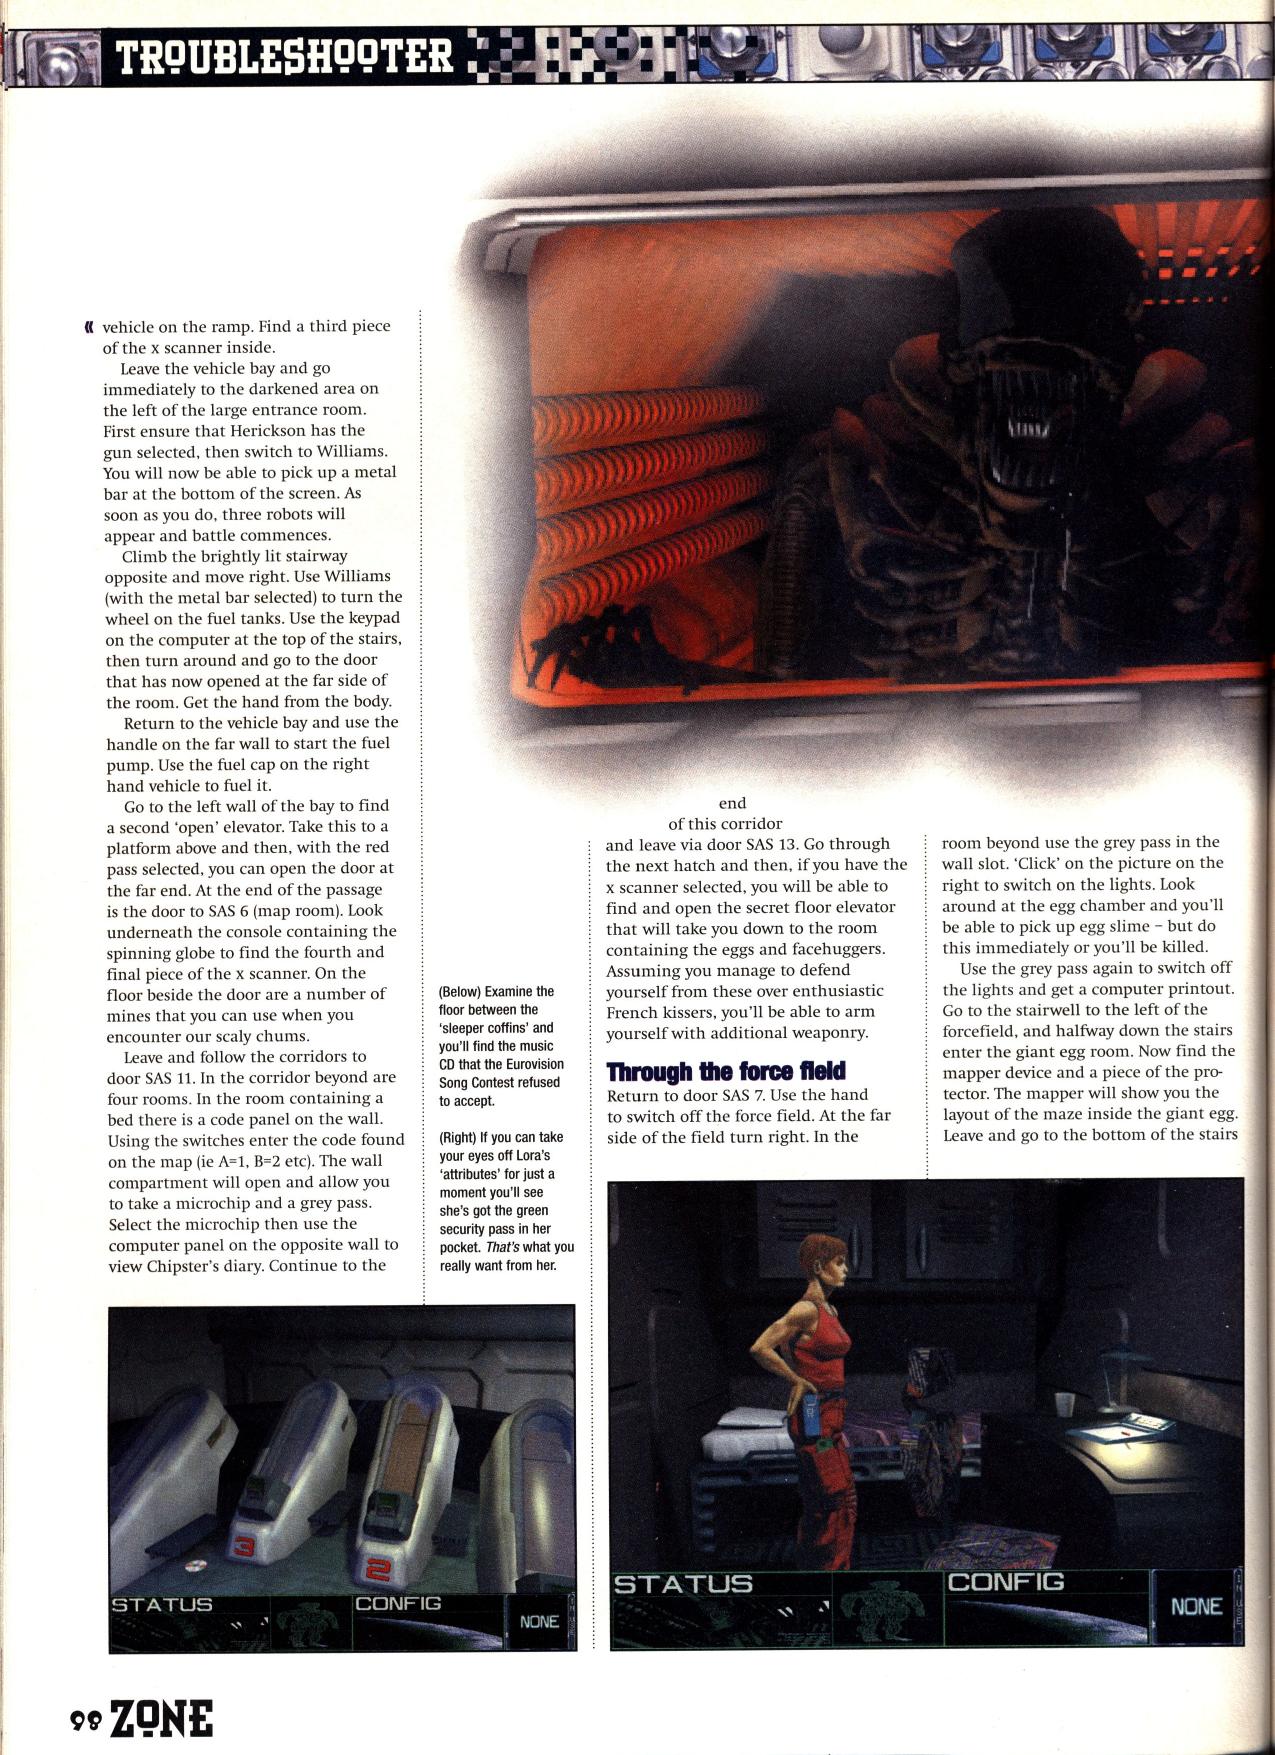 TROUBLESHOOTER
« vehicle on the ramp. Find a third piece
of the x scanner inside.
Leave the vehicle bay and go
immediately to the darkened area on
the left of the large entrance room.
First ensure that Herickson has the
gun selected, then switch to Williams.
You will now be able to pick up a metal
bar at the bottom of the screen. As
soon as you do, three robots will
appear and battle commences.
Climb the brightly lit stairway
opposite and move right. Use Williams
(with the metal bar selected) to turn the
wheel on the fuel tanks. Use the keypad
on the computer at the top of the stairs,
then turn around and go to the door
that has now opened at the far side of
the room. Get the hand from the body.
Return to the vehicle bay and use the
handle on the far wall to start the fuel
pump. Use the fuel cap on the right
hand vehicle to fuel it.
Go to the left wall of the bay to find
a second ‘open’ elevator. Take this to a
platform above and then, with the red
pass selected, you can open the door at
the far end. At the end of the passage
is the door to SAS 6 (map room). Look
underneath the console containing the
spinning globe to find the fourth and
final piece of the x scanner. On the
floor beside the door are a number of
mines that you can use when you
encounter our scaly chums.
Leave and follow the corridors to
door SAS 11. In the corridor beyond are
four rooms. In the room containing a
bed there is a code panel on the wall.
Using the switches enter the code found
on the map (ie A=1, B=2 etc). The wall
compartment will open and allow you
to take a microchip and a grey pass.
Select the microchip then use the
computer panel on the opposite wall to
view Chipster's diary. Continue to the
(Below) Examine the
floor between the
‘sleeper coffins’ and
you'll find the music
CD that the Eurovision
Song Contest refused
to accept.
(Right) If you can take
your eyes off Lora's
‘attributes’ for just a
moment you'll see
she's got the green
security pass in her
pocket. That's what you
really want from her.
end
of this corridor
and leave via door SAS 13. Go through
the next hatch and then, if you have the
x scanner selected, you will be able to
find and open the secret floor elevator
that will take you down to the room
containing the eggs and facehuggers.
Assuming you manage to defend
yourself from these over enthusiastic
French kissers, you'll be able to arm
yourself with additional weaponry.
Through the force field
Return to door SAS 7. Use the hand
to switch off the force field. At the far
side of the field turn right. In the
room beyond use the grey pass in the
wall slot. ‘Click’ on the picture on the
right to switch on the lights. Look
around at the egg chamber and you'll
be able to pick up egg slime – but do
this immediately or you'll be killed.
Use the grey pass again to switch off
the lights and get a computer printout.
Go to the stairwell to the left of the
forcefield, and halfway down the stairs
enter the giant egg room. Now find the
mapper device and a piece of the pro-
tector. The mapper will show you the
layout of the maze inside the giant egg.
Leave and go to the bottom of the stairs
3
2
STATUS
CONFIG
NONE
IN USE
STATUS
CONFIG
NONE
IN USE
98 ZONE